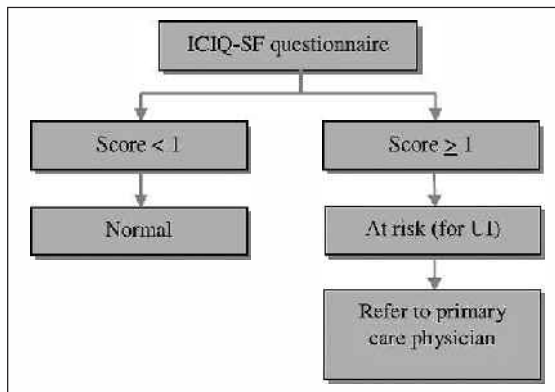 ICIQ-SF questionnaire
Score < 1
Score ≥ 1
Normal
At risk (for UI)
Refer to primary
care physician